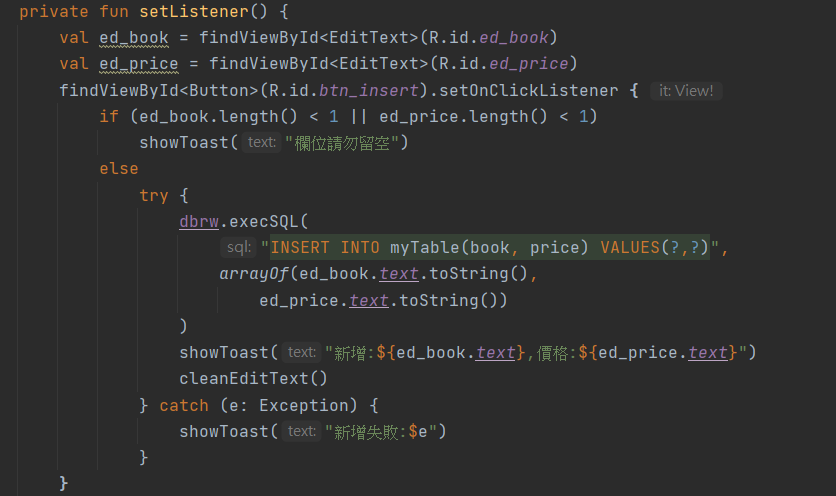 private fun setListener() {
val ed_book = findViewById<EditText>(R.id.ed_book)
val ed_price = findViewById<EditText>(R.id.ed_price)
findViewById<Button>(R.id.btn_insert).setOnClickListener { it: View!
if (ed_book.length() < 1 || ed_price.length() < 1)
showToast( text: "欄位請勿留空")
else
try {
dbrw.execSQL(
sql: "INSERT INTO myTable(book, price) VALUES(?,?)",
arrayOf(ed_book.text.toString(),
ed_price.text.toString())
)
showToast( text: "新增:${ed_book.text},價格:${ed_price.text}")
cleanEditText()
} catch (e: Exception) {
showToast( text: "新增失敗:$e")
}
}